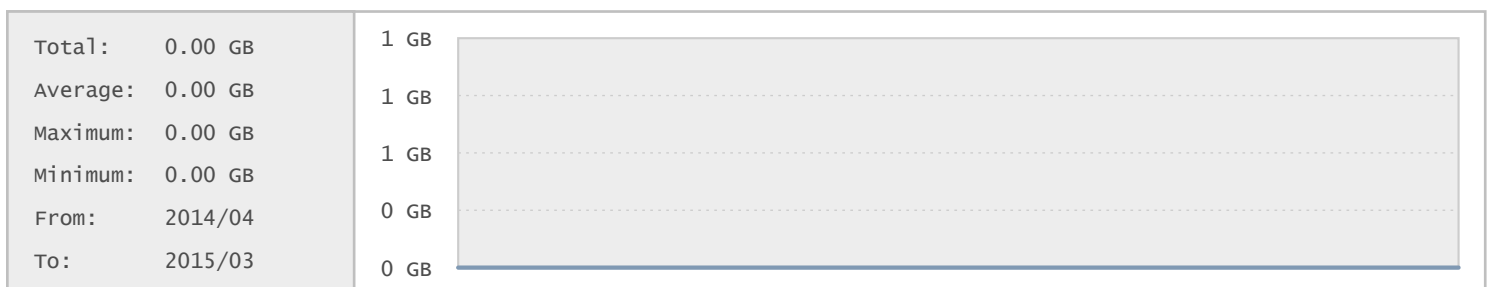 Total: 0.00 GB
Average: 0.00 GB
Maximum: 0.00 GB
Minimum: 0.00 GB
From: 2014/04
To: 2015/03
1 GB
1 GB
1 GB
0 GB
0 GB